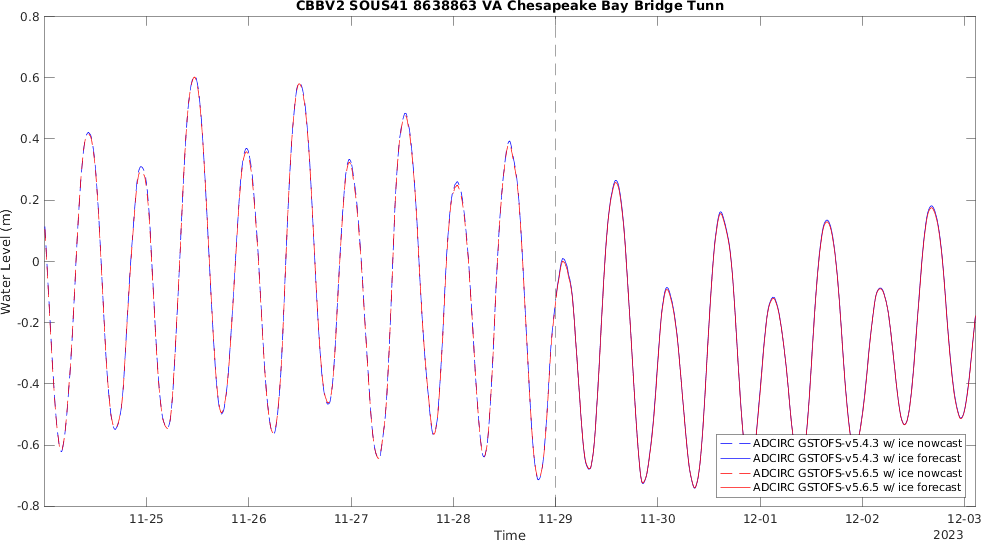 CBBV2 SOUS41 8638863 VA Chesapeake Bay Bridge Tunn
0.8
0.6
0.4
0.2
0
-0.2
-0.4
-0.6
-0.8
Water Level (m)
ADCIRC GSTOFS-v5.4.3 w/ ice nowcast
ADCIRC GSTOFS-v5.4.3 w/ ice forecast
ADCIRC GSTOFS-v5.6.5 w/ ice nowcast
ADCIRC GSTOFS-v5.6.5 w/ ice forecast
11-25 11-26 11-27 11-28 11-29 11-30 12-01 12-02 12-03
Time 2023